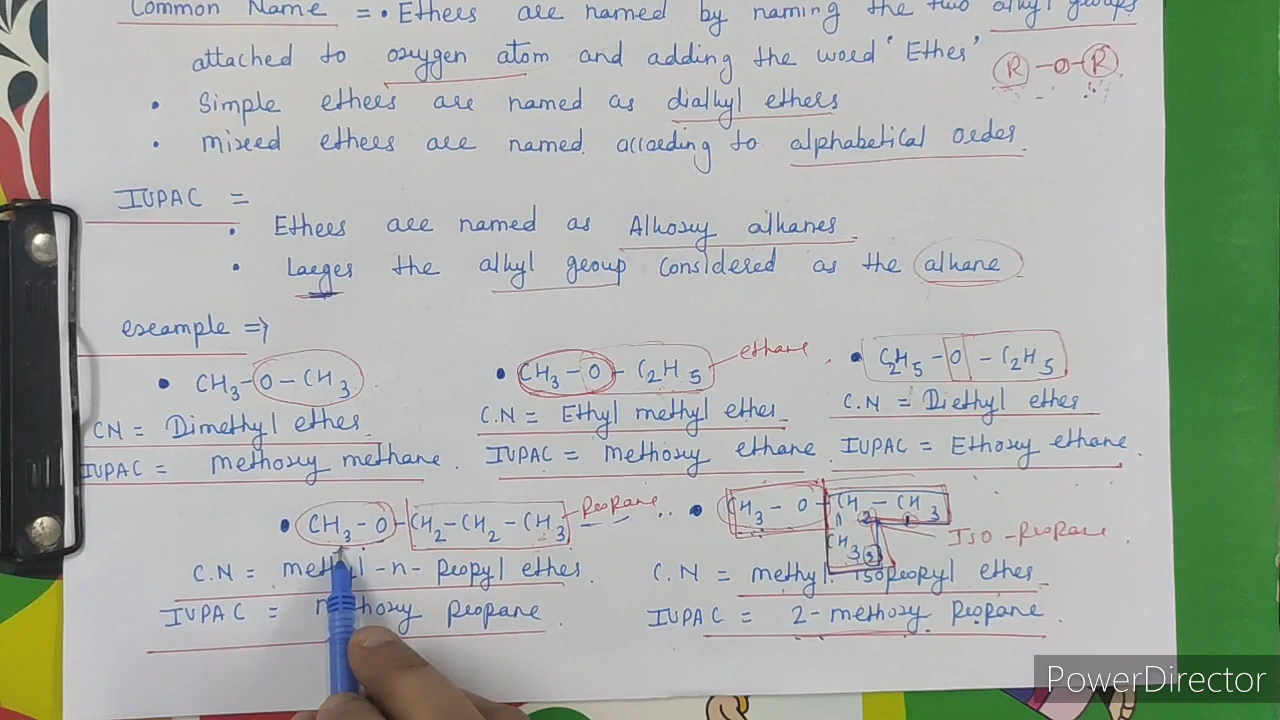 Common Name = • Ethers are named by naming the two alkyl groups
attached to oxygen atom and adding the word 'Ether'
R-O-R
• Simple ethers are named as dialkyl ethers
• mixed ethers are named according to alphabetical order
IUPAC =
• Ethers are named as Alkoxy alkanes
• Larger the alkyl group considered as the alkane
example =>
• CH3-O-CH3
CN = Dimethyl ether
IUPAC = methoxy methane.
• CH3-O-C2H5 ethane
C.N = Ethyl methyl ether
IUPAC = methoxy ethane
• C2H5-O-C2H5
C.N = Diethyl ether
IUPAC = Ethoxy ethane
• CH3-O-CH2-CH2-CH3 Propane
C.N = methyl-n-Propyl ether
IUPAC = methoxy Propane
• CH3-O-CH-CH3
2 1
CH3 3
Iso-propane
C.N = methyl isopropyl ether
IUPAC = 2-methoxy Propane
PowerDirector